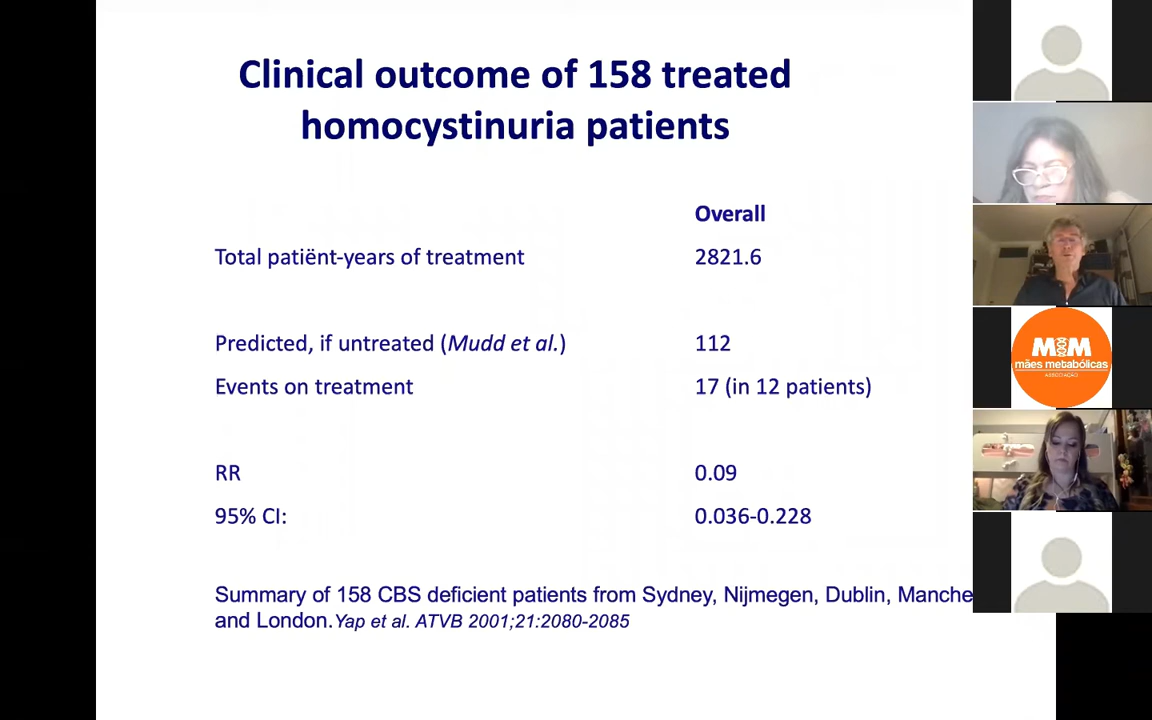 Clinical outcome of 158 treated
homocystinuria patients
Overall
Total patiënt-years of treatment 2821.6
Predicted, if untreated (Mudd et al.) 112
Events on treatment 17 (in 12 patients)
RR 0.09
95% CI: 0.036-0.228
Summary of 158 CBS deficient patients from Sydney, Nijmegen, Dublin, Manche
and London. Yap et al. ATVB 2001;21:2080-2085
M M
mães metabólicas
ASSOCIAÇÃO